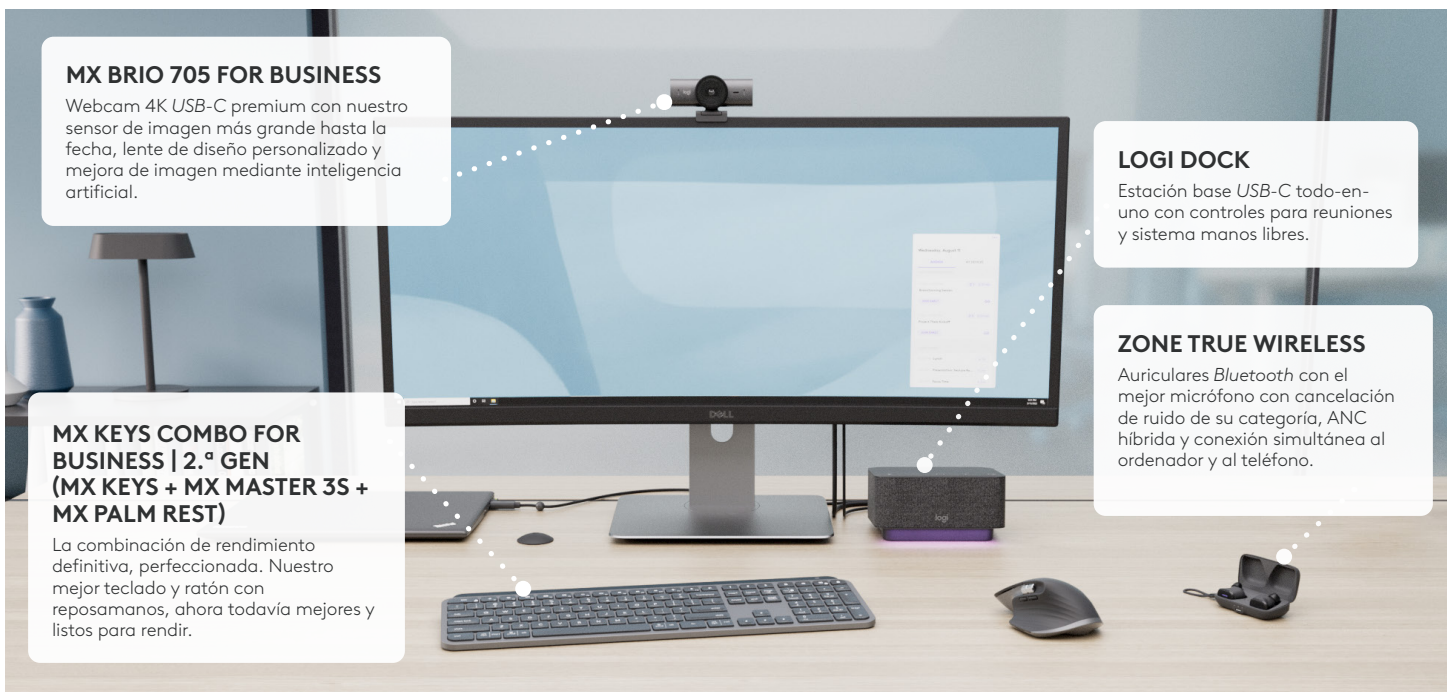 MX BRIO 705 FOR BUSINESS
Webcam 4K USB-C premium con nuestro
sensor de imagen más grande hasta la
fecha, lente de diseño personalizado y
mejora de imagen mediante inteligencia
artificial.
LOGI DOCK
Estación base USB-C todo-en-
uno con controles para reuniones
y sistema manos libres.
ZONE TRUE WIRELESS
Auriculares Bluetooth con el
mejor micrófono con cancelación
de ruido de su categoría, ANC
híbrida y conexión simultánea al
ordenador y al teléfono.
MX KEYS COMBO FOR
BUSINESS | 2.ª GEN
(MX KEYS + MX MASTER 3S +
MX PALM REST)
La combinación de rendimiento
definitiva, perfeccionada. Nuestro
mejor teclado y ratón con
reposamanos, ahora todavía mejores y
listos para rendir.
DELL
logi